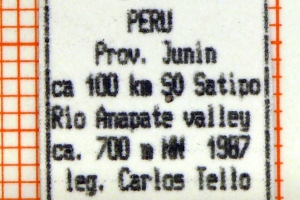 PERU
Prov. Junin
ca 100 km SO Satipo
Rio Anapate valley
ca. 700 m NN 1987
leg. Carlos Tello